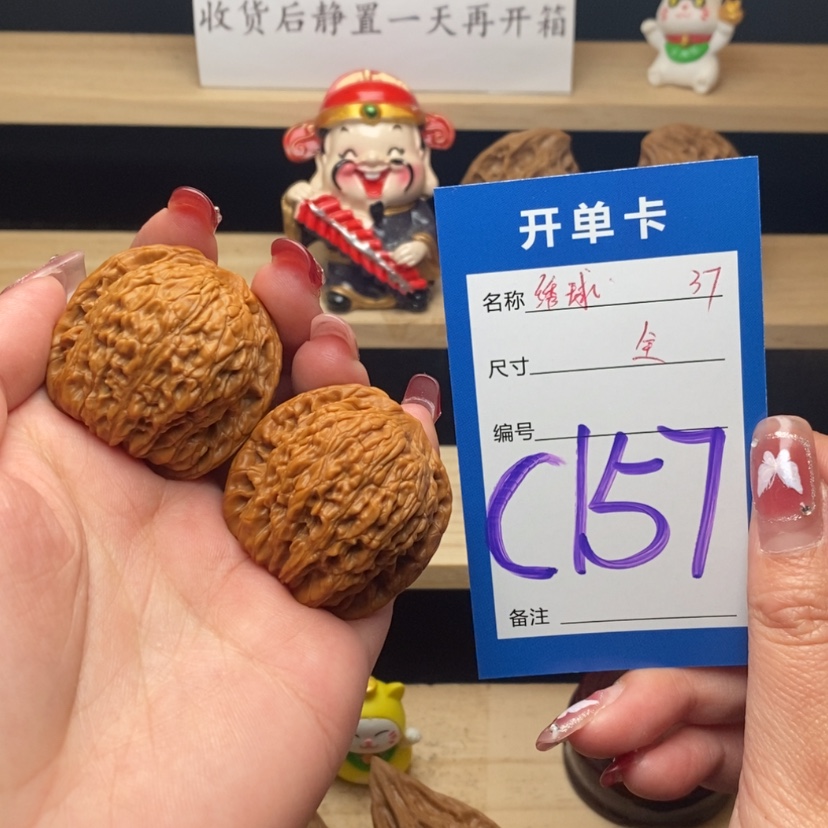 收货后静置一天再开箱
开单卡
名称 绣球 37
尺寸 全
编号 C157
备注